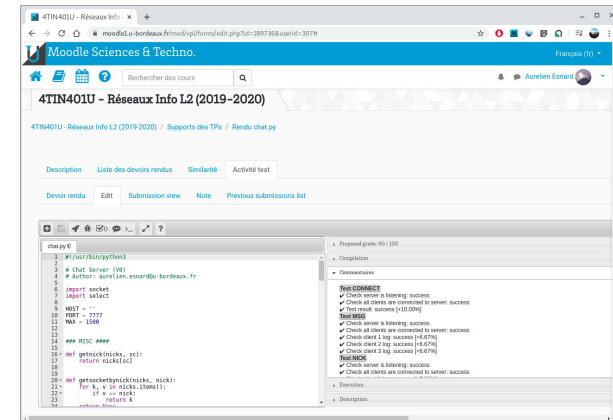 4TIN401U - Réseaux Info
moodle1.u-bordeaux.fr/mod/vpl/forms/edit.php?id=189736&userid=307#
Moodle Sciences & Techno.
Français (fr)
Rechercher des cours
Aurelien Esnard
4TIN401U - Réseaux Info L2 (2019-2020)
4TIN401U - Réseaux Info L2 (2019-2020) / Supports des TPs / Rendu chat.py
Description Liste des devoirs rendus Similarité Activité test
Devoir rendu Edit Submission view Note Previous submissions list
chat.py
1 #!/usr/bin/python3
2
3 # Chat Server (V0)
4 # Author: aurelien.esnard@u-bordeaux.fr
5
6 import socket
7 import select
8
9 HOST = ''
10 PORT = 7777
11 MAX = 1500
12
13
14 ### MISC ####
15
16 def getnick(nicks, sc):
17 return nicks[sc]
18
19
20 def getsocketbynick(nicks, nick):
21 for k, v in nicks.items():
22 if v == nick:
23 return k
24 return None
Proposed grade: 90 / 100
Compilation
Commentaires
Test CONNECT
✔ Check server is listening: success
✔ Check all clients are connected to server: success
✔ Test result: success [+10.00%]
Test MSG
✔ Check server is listening: success
✔ Check all clients are connected to server: success
✔ Check client 1 log: success [+6.67%]
✔ Check client 2 log: success [+6.67%]
✔ Check client 3 log: success [+6.67%]
Test NICK
✔ Check server is listening: success
✔ Check all clients are connected to server: success
Execution
Description